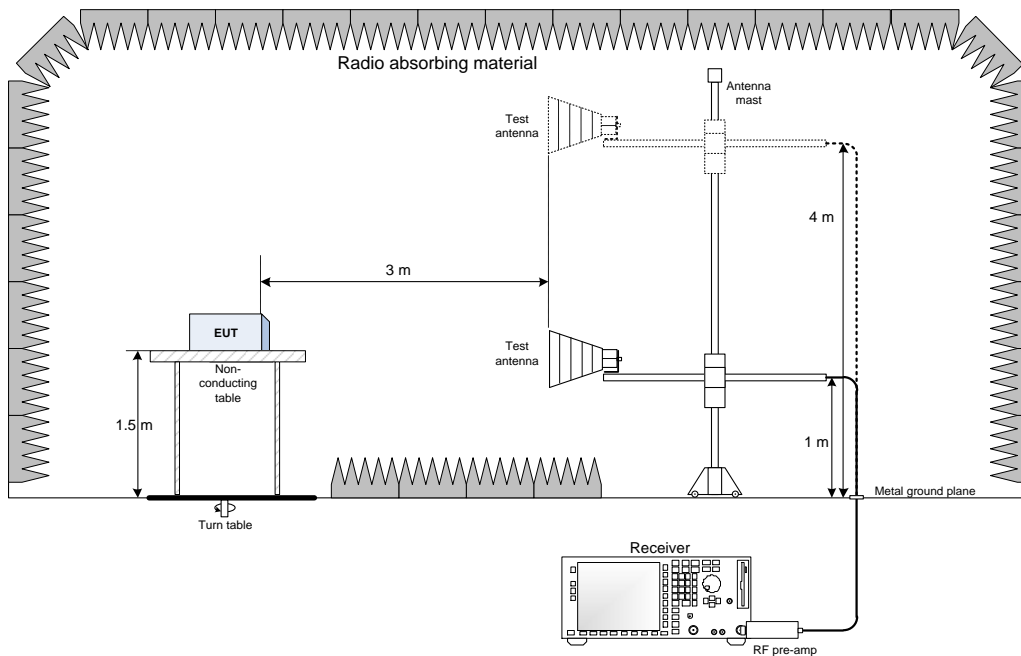 Radio absorbing material
Antenna
mast
Test
antenna
4 m
3 m
EUT
Test
antenna
Non-
conducting
table
1.5 m
1 m
Metal ground plane
Turn table
Receiver
RF pre-amp